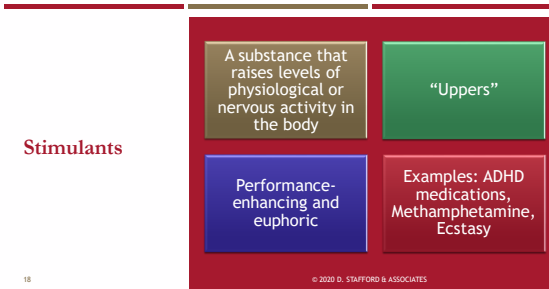 Stimulants
A substance that
raises levels of
physiological or
nervous activity in
the body
“Uppers”
Performance-
enhancing and
euphoric
Examples: ADHD
medications,
Methamphetamine,
Ecstasy
18
© 2020 D. STAFFORD & ASSOCIATES